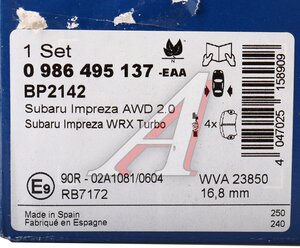 1 Set
0 986 495 137 -EAA
BP2142
Subaru Impreza AWD 2.0
Subaru Impreza WRX Turbo
4x
E9
90R - 02A1081/0604
WVA 23850
RB7172
16,8 mm
Made in Spain
Fabriqué en Espagne
250
240
4 047025 158909